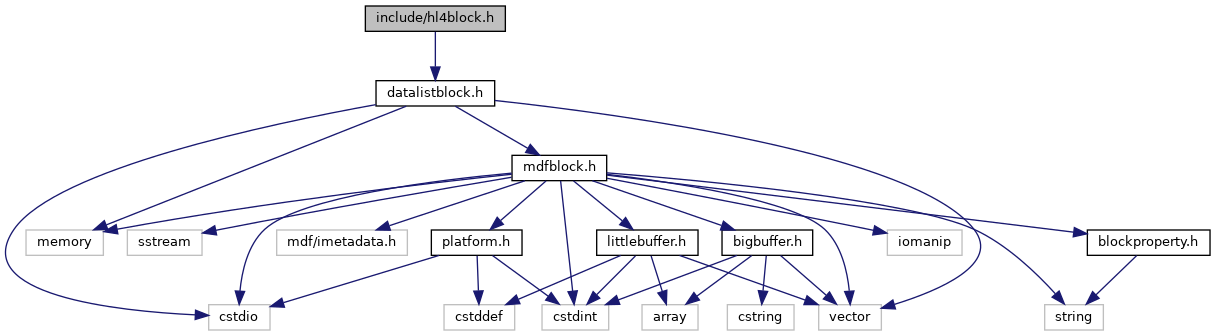 include/hl4block.h
datalistblock.h
mdfblock.h
memory
sstream
mdf/imetadata.h
platform.h
littlebuffer.h
bigbuffer.h
iomanip
blockproperty.h
cstdio
cstddef
cstdint
array
cstring
vector
string